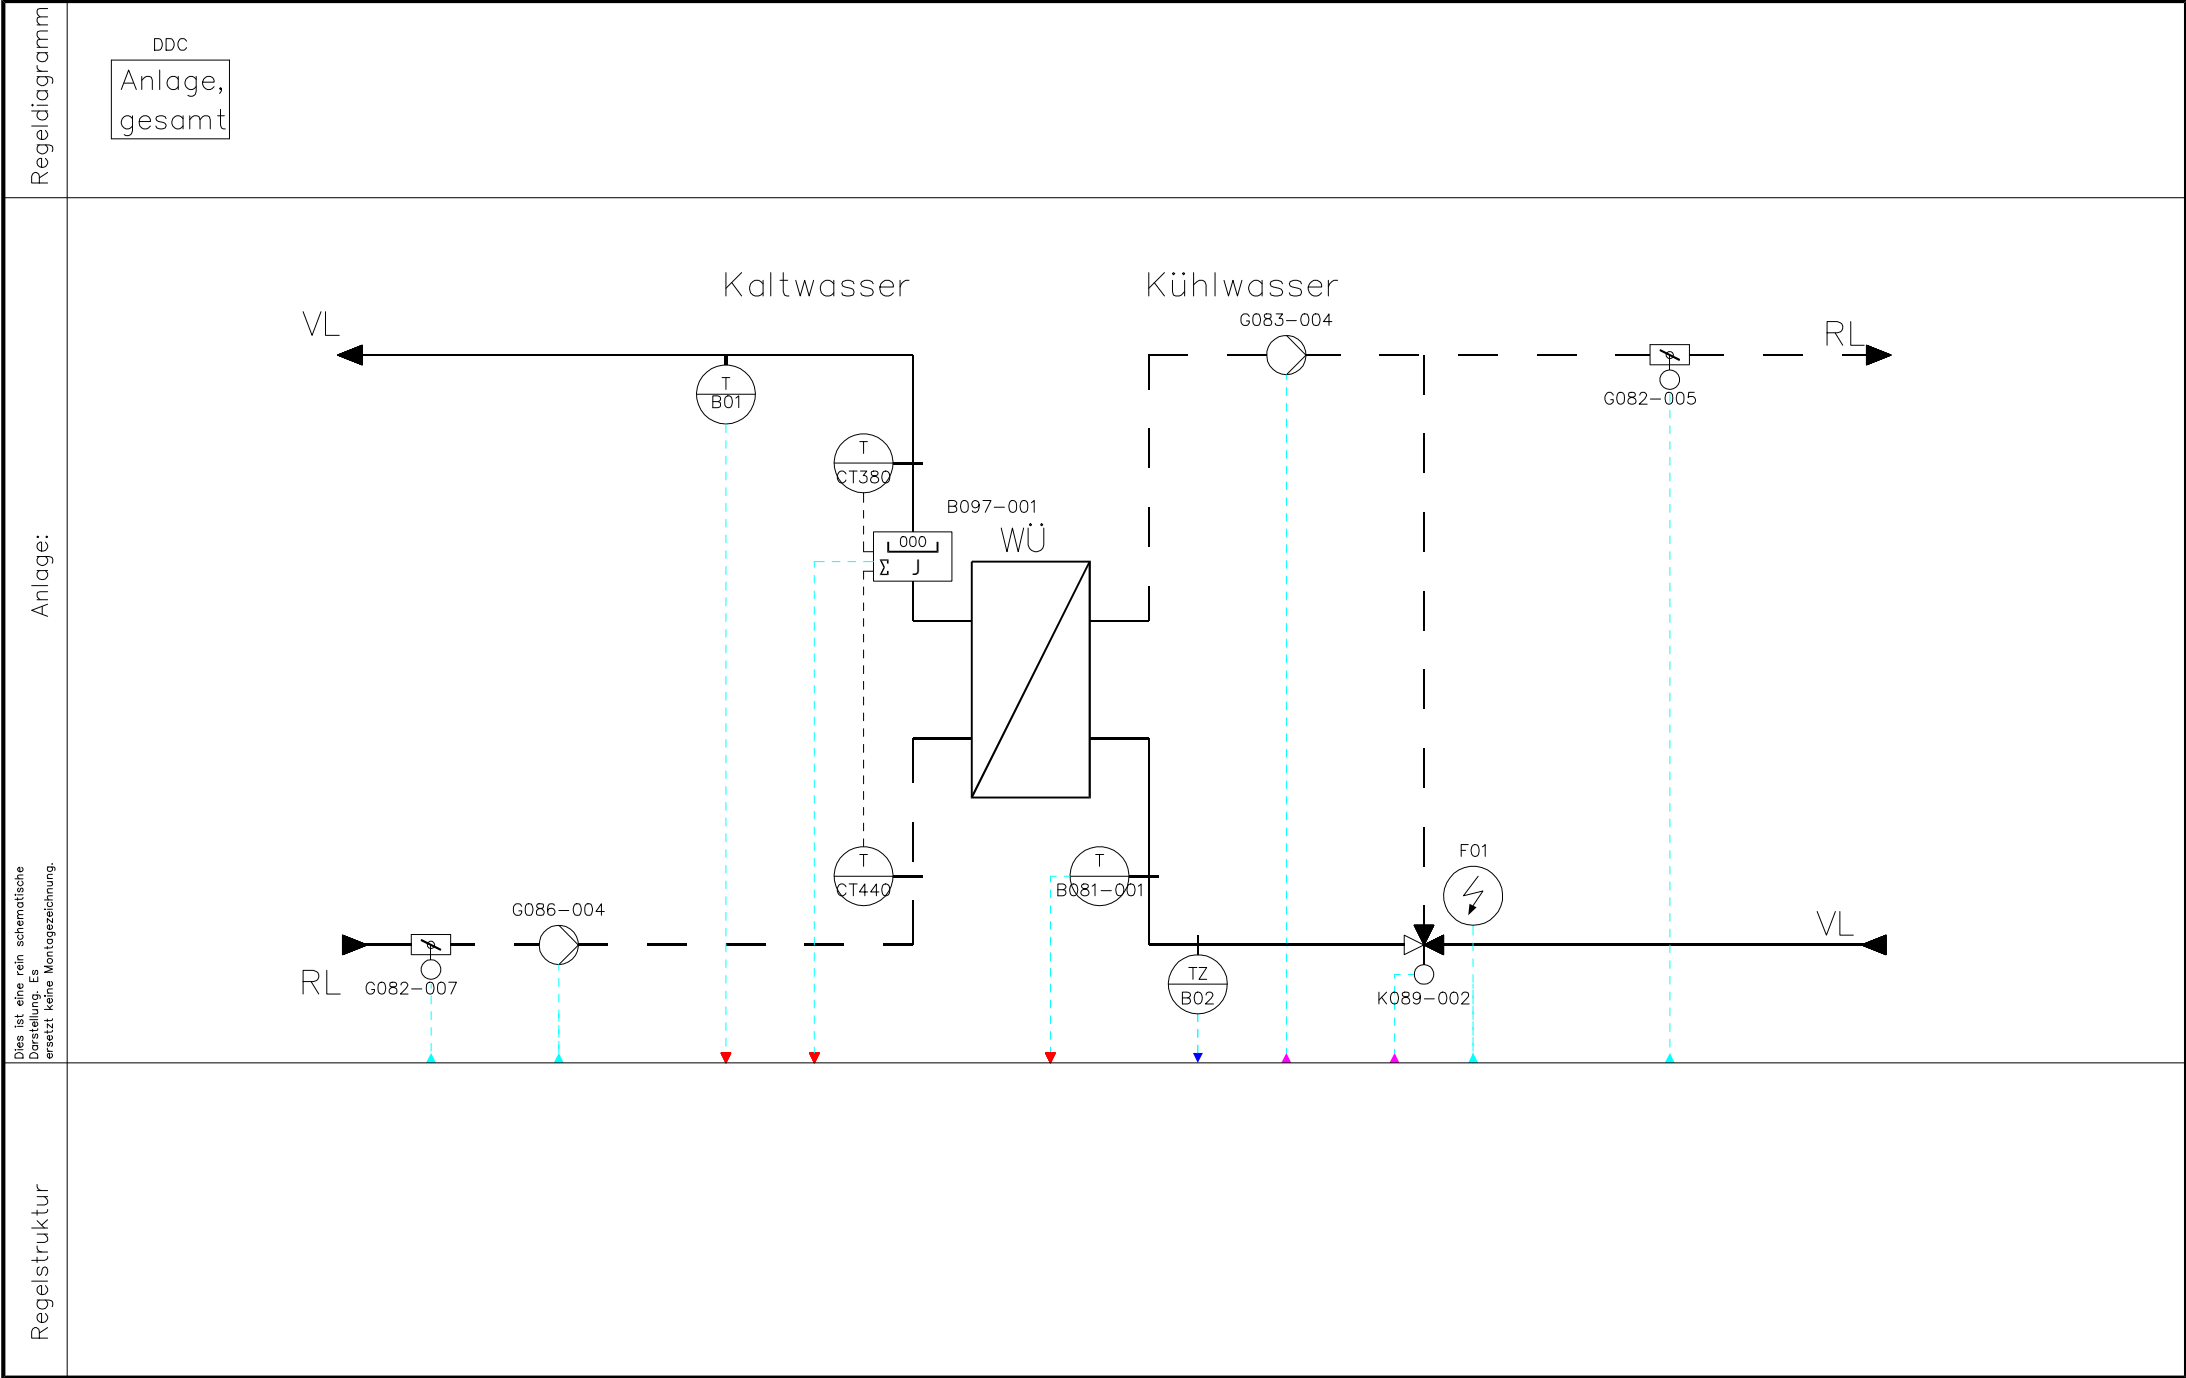 Regeldiagramm
DDC
Anlage,
gesamt
Anlage:
Kaltwasser
Kühlwasser
G083-004
VL
RL
T
B01
G082-005
T
CT380
B097-001
WÜ
000
Σ J
F01
T
CT440
T
B081-001
G086-004
VL
RL
G082-007
TZ
B02
K089-002
Dies ist eine rein schematische
Darstellung. Es
ersetzt keine Montagezeichnung.
Regelstruktur